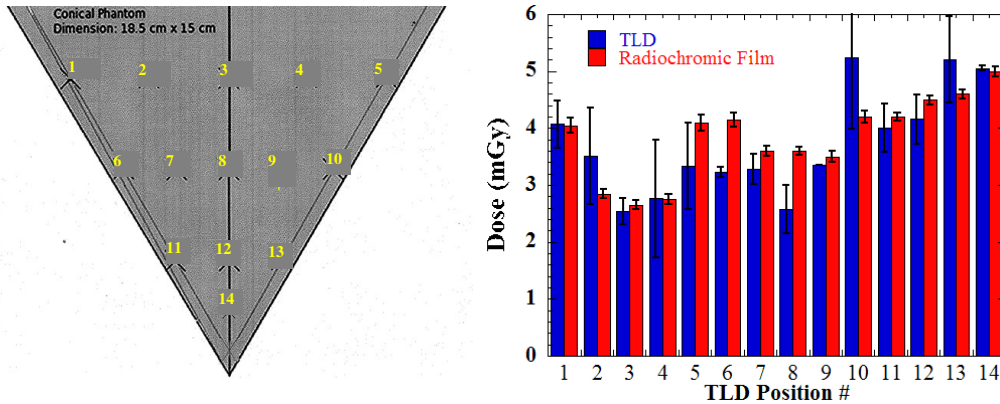 Conical Phantom
Dimension: 18.5 cm x 15 cm
1 2 3 4 5
6 7 8 9 10
11 12 13
14
6
5
4
3
2
1
0
Dose (mGy)
TLD
Radiochromic Film
1 2 3 4 5 6 7 8 9 10 11 12 13 14
TLD Position #